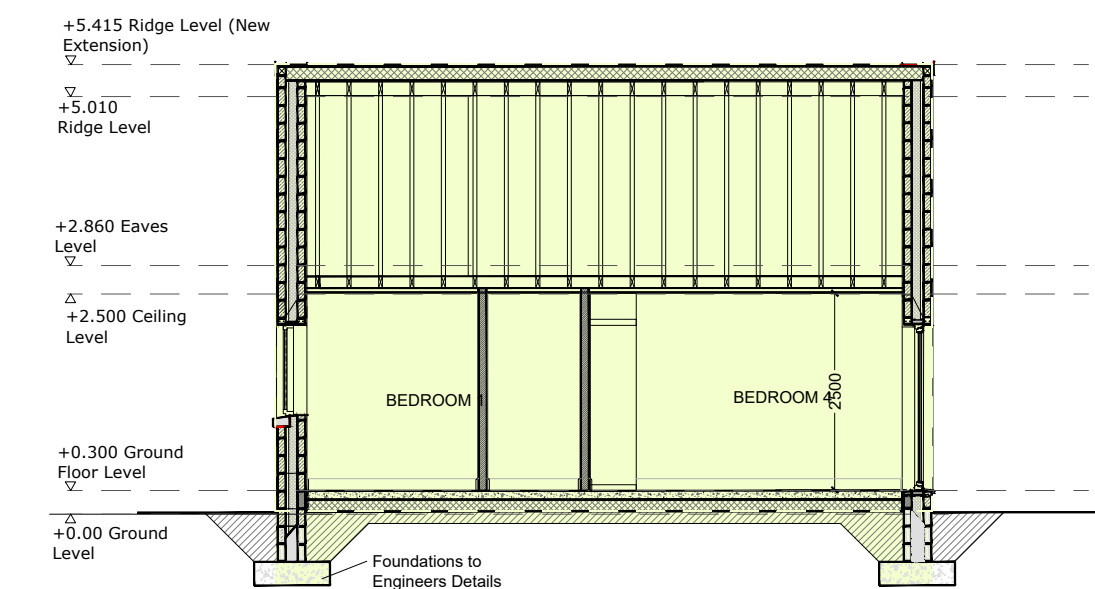 +5.415 Ridge Level (New
Extension)
+5.010
Ridge Level
+2.860 Eaves
Level
+2.500 Ceiling
Level
BEDROOM 1
BEDROOM 4
2500
+0.300 Ground
Floor Level
+0.00 Ground
Level
Foundations to
Engineers Details